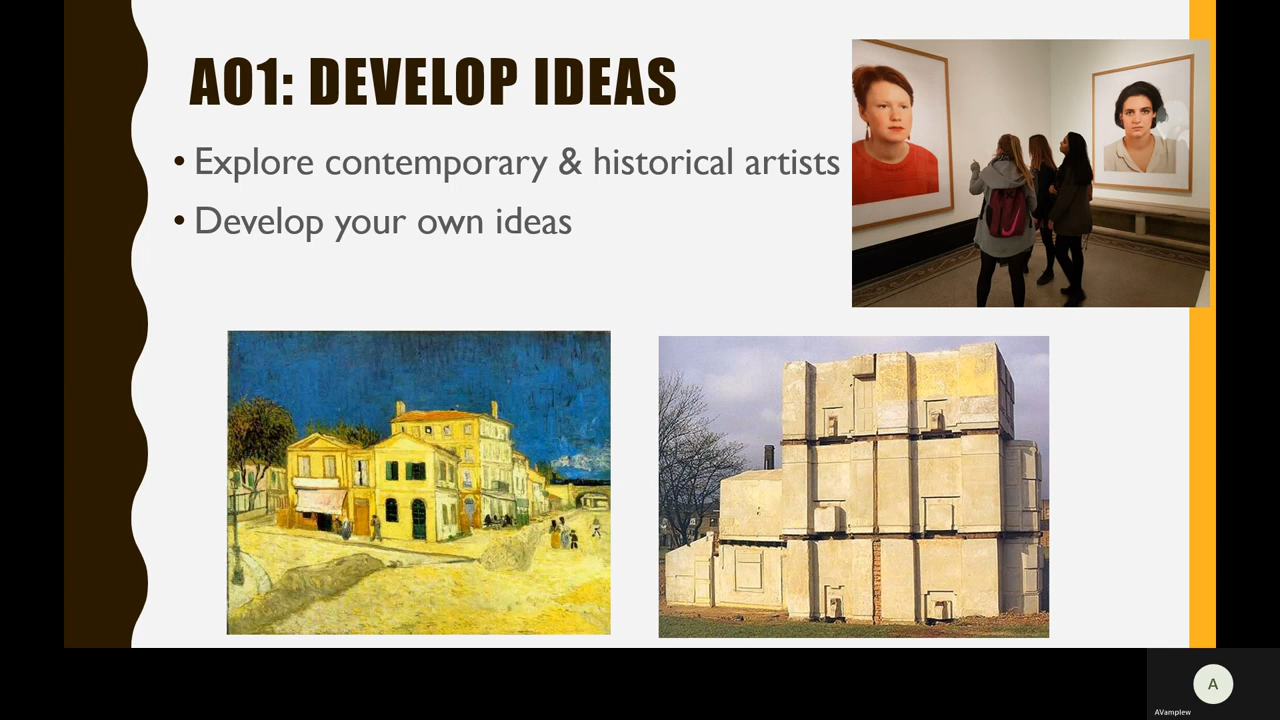 AO1: DEVELOP IDEAS
• Explore contemporary & historical artists
• Develop your own ideas
A
AVamplew